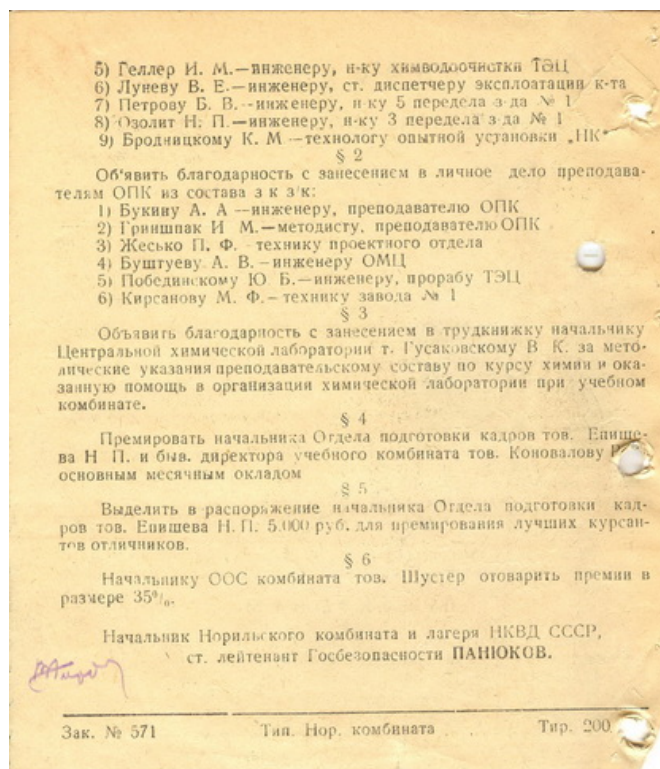 5) Геллер И. М.—инженеру, н-ку химводоочистки ТЭЦ
6) Луневу В. Е.—инженеру, ст. диспетчеру эксплоатации к-та
7) Петрову Б. В.—инженеру, н-ку 5 передела з-да № 1
8) Озолит Н. П.—инженеру, н-ку 3 передела з-да № 1
9) Бродницкому К. М —технологу опытной установки „НК“
§ 2
Об'явить благодарность с занесением в личное дело преподава-
телям ОПК из состава з к з/к:
1) Букину А. А —инженеру, преподавателю ОПК
2) Гриншпак И М.—методисту, преподавателю ОПК
3) Жесько П. Ф. технику проектного отдела
4) Буштуеву А. В.—инженеру ОМЦ
5) Побединскому Ю. Б.—инженеру, прорабу ТЭЦ
6) Кирсанову М. Ф.—технику завода № 1
§ 3
Объявить благодарность с занесением в трудкнижку начальнику
Центральной химической лаборатории т. Гусаковскому В К. за мето-
дические указания преподавательскому составу по курсу химии и ока-
занную помощь в организации химической лаборатории при учебном
комбинате.
§ 4
Премировать начальника Отдела подготовки кадров тов. Епище-
ва Н П. и быв. директора учебного комбината тов. Коновалову
основным месячным окладом
§ 5
Выделить в распоряжение начальника Отдела подготовки кад-
ров тов. Епишева Н. П. 5.000 руб. для премирования лучших курсан-
тов отличников.
§ 6
Начальнику ООС комбината тов. Шустер отоварить премии в
размере 35%.
Начальник Норильского комбината и лагеря НКВД СССР,
ст. лейтенант Госбезопасности ПАНЮКОВ.
Зак. № 571 Тип. Нор. комбината Тир. 200